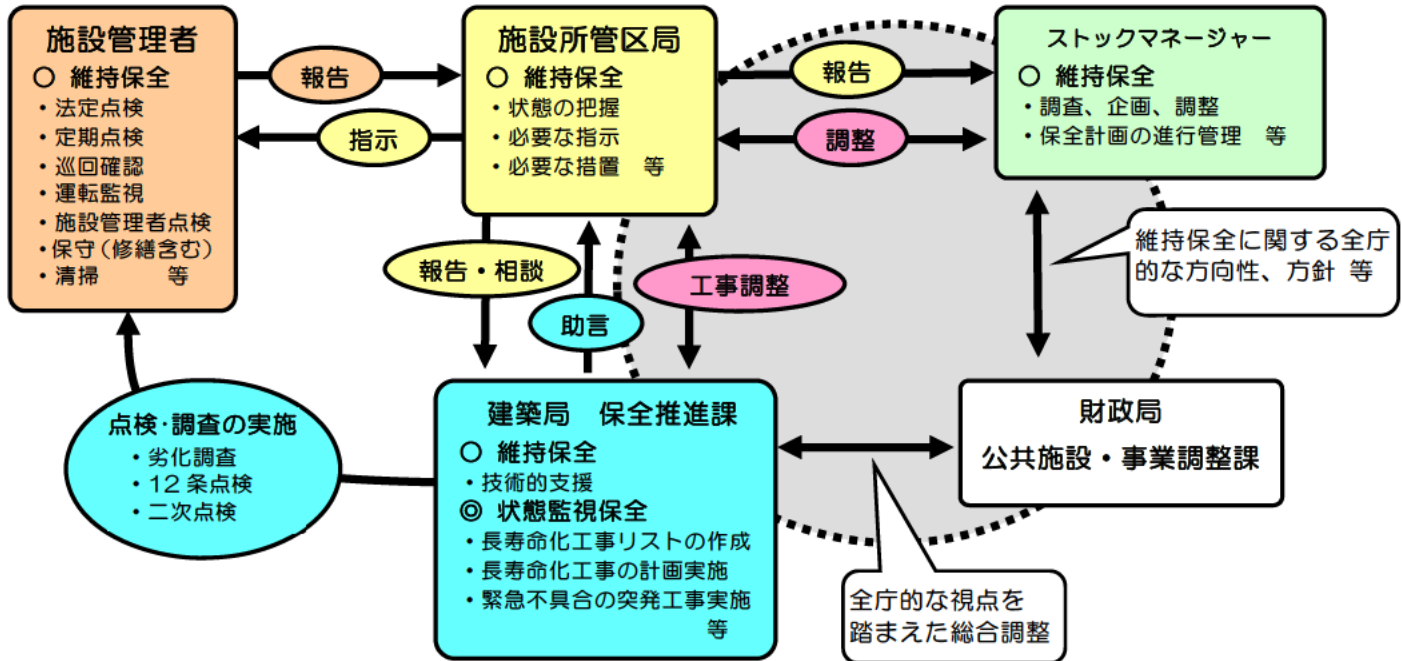 施設管理者
○ 維持保全
・法定点検
・定期点検
・巡回確認
・運転監視
・施設管理者点検
・保守（修繕含む）
・清掃　　　等
報告
指示
施設所管区局
○ 維持保全
・状態の把握
・必要な指示
・必要な措置　等
報告
調整
ストックマネージャー
○ 維持保全
・調査、企画、調整
・保全計画の進行管理　等
報告・相談
助言
工事調整
維持保全に関する全庁
的な方向性、方針 等
点検・調査の実施
・劣化調査
・12 条点検
・二次点検
建築局　保全推進課
○ 維持保全
・技術的支援
◎ 状態監視保全
・長寿命化工事リストの作成
・長寿命化工事の計画実施
・緊急不具合の突発工事実施
等
財政局
公共施設・事業調整課
全庁的な視点を
踏まえた総合調整